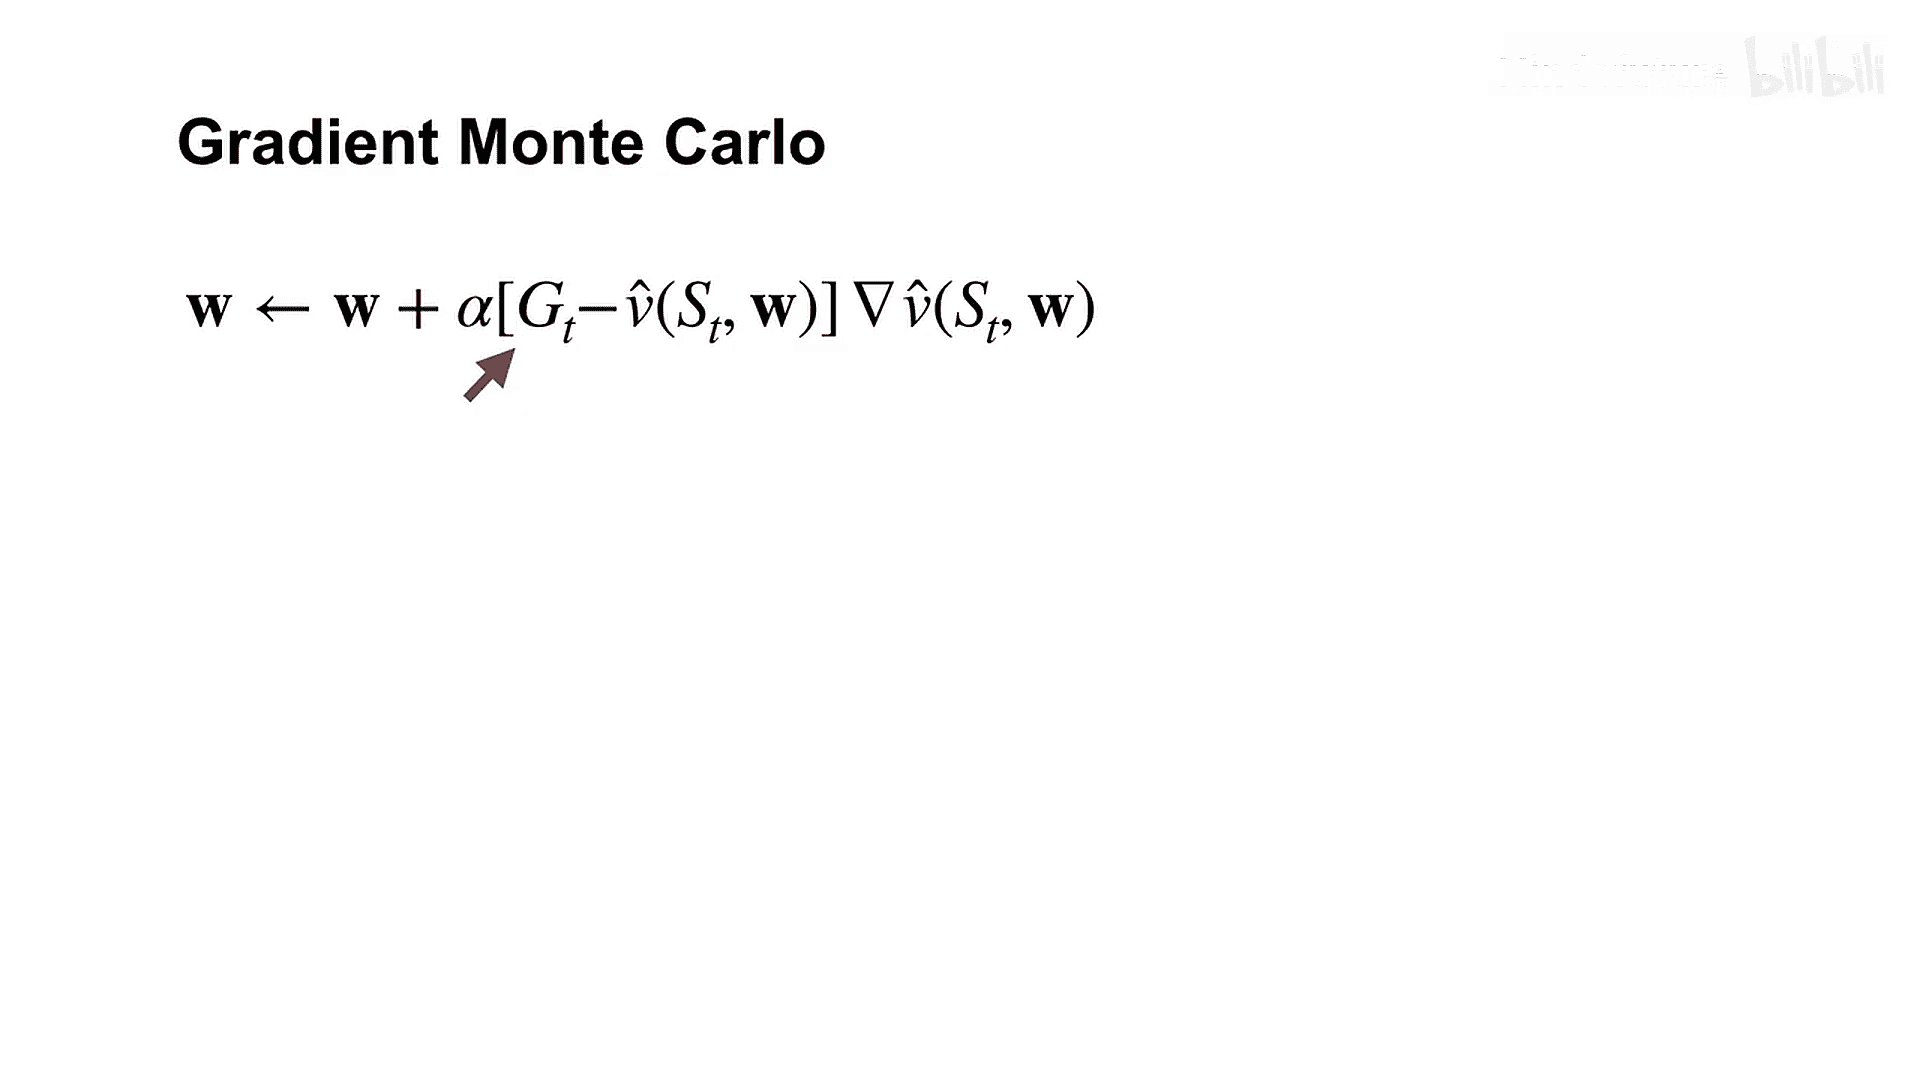 bilibili
Gradient Monte Carlo
w ← w + α[G_t − v̂(S_t, w)] ∇ v̂(S_t, w)